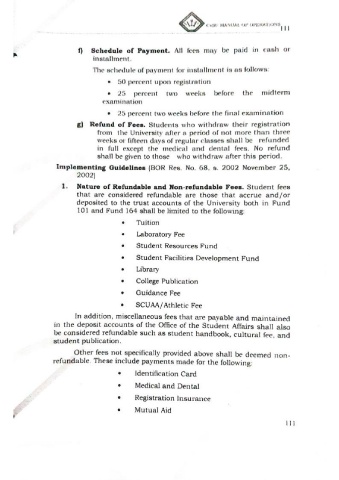 CvSU MANUAL OF OPERATIONS 111
f) Schedule of Payment. All fees may be paid in cash or
installment.
The schedule of payment for installment is as follows:
• 50 percent upon registration
• 25 percent two weeks before the midterm
examination
• 25 percent two weeks before the final examination
g) Refund of Fees. Students who withdraw their registration
from the University after a period of not more than three
weeks or fifteen days of regular classes shall be refunded
in full except the medical and dental fees. No refund
shall be given to those who withdraw after this period.
Implementing Guidelines (BOR Res. No. 68, s. 2002 November 25,
2002)
1. Nature of Refundable and Non-refundable Fees. Student fees
that are considered refundable are those that accrue and/or
deposited to the trust accounts of the University both in Fund
101 and Fund 164 shall be limited to the following:
• Tuition
• Laboratory Fee
• Student Resources Fund
• Student Facilities Development Fund
• Library
• College Publication
• Guidance Fee
• SCUAA/Athletic Fee
In addition, miscellaneous fees that are payable and maintained
in the deposit accounts of the Office of the Student Affairs shall also
be considered refundable such as student handbook, cultural fee, and
student publication.
Other fees not specifically provided above shall be deemed non-
refundable. These include payments made for the following:
• Identification Card
• Medical and Dental
• Registration Insurance
• Mutual Aid
111